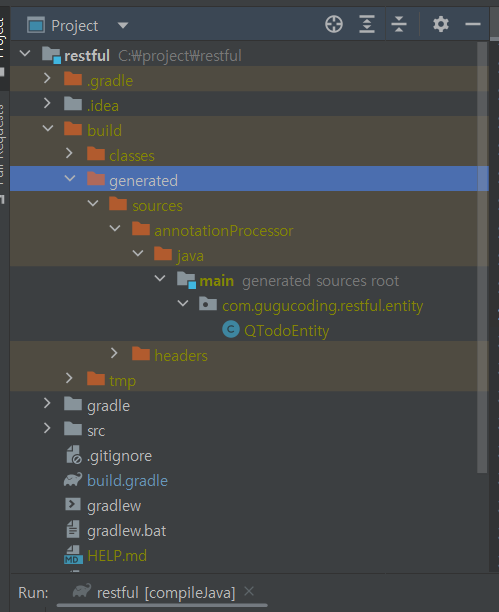 Project
Project
Pull Requests
restful C:₩project₩restful
.gradle
.idea
build
classes
generated
sources
annotationProcessor
java
main generated sources root
com.gugucoding.restful.entity
C QTodoEntity
headers
tmp
gradle
src
.gitignore
build.gradle
gradlew
gradlew.bat
MD HELP.md
Run: restful [compileJava]